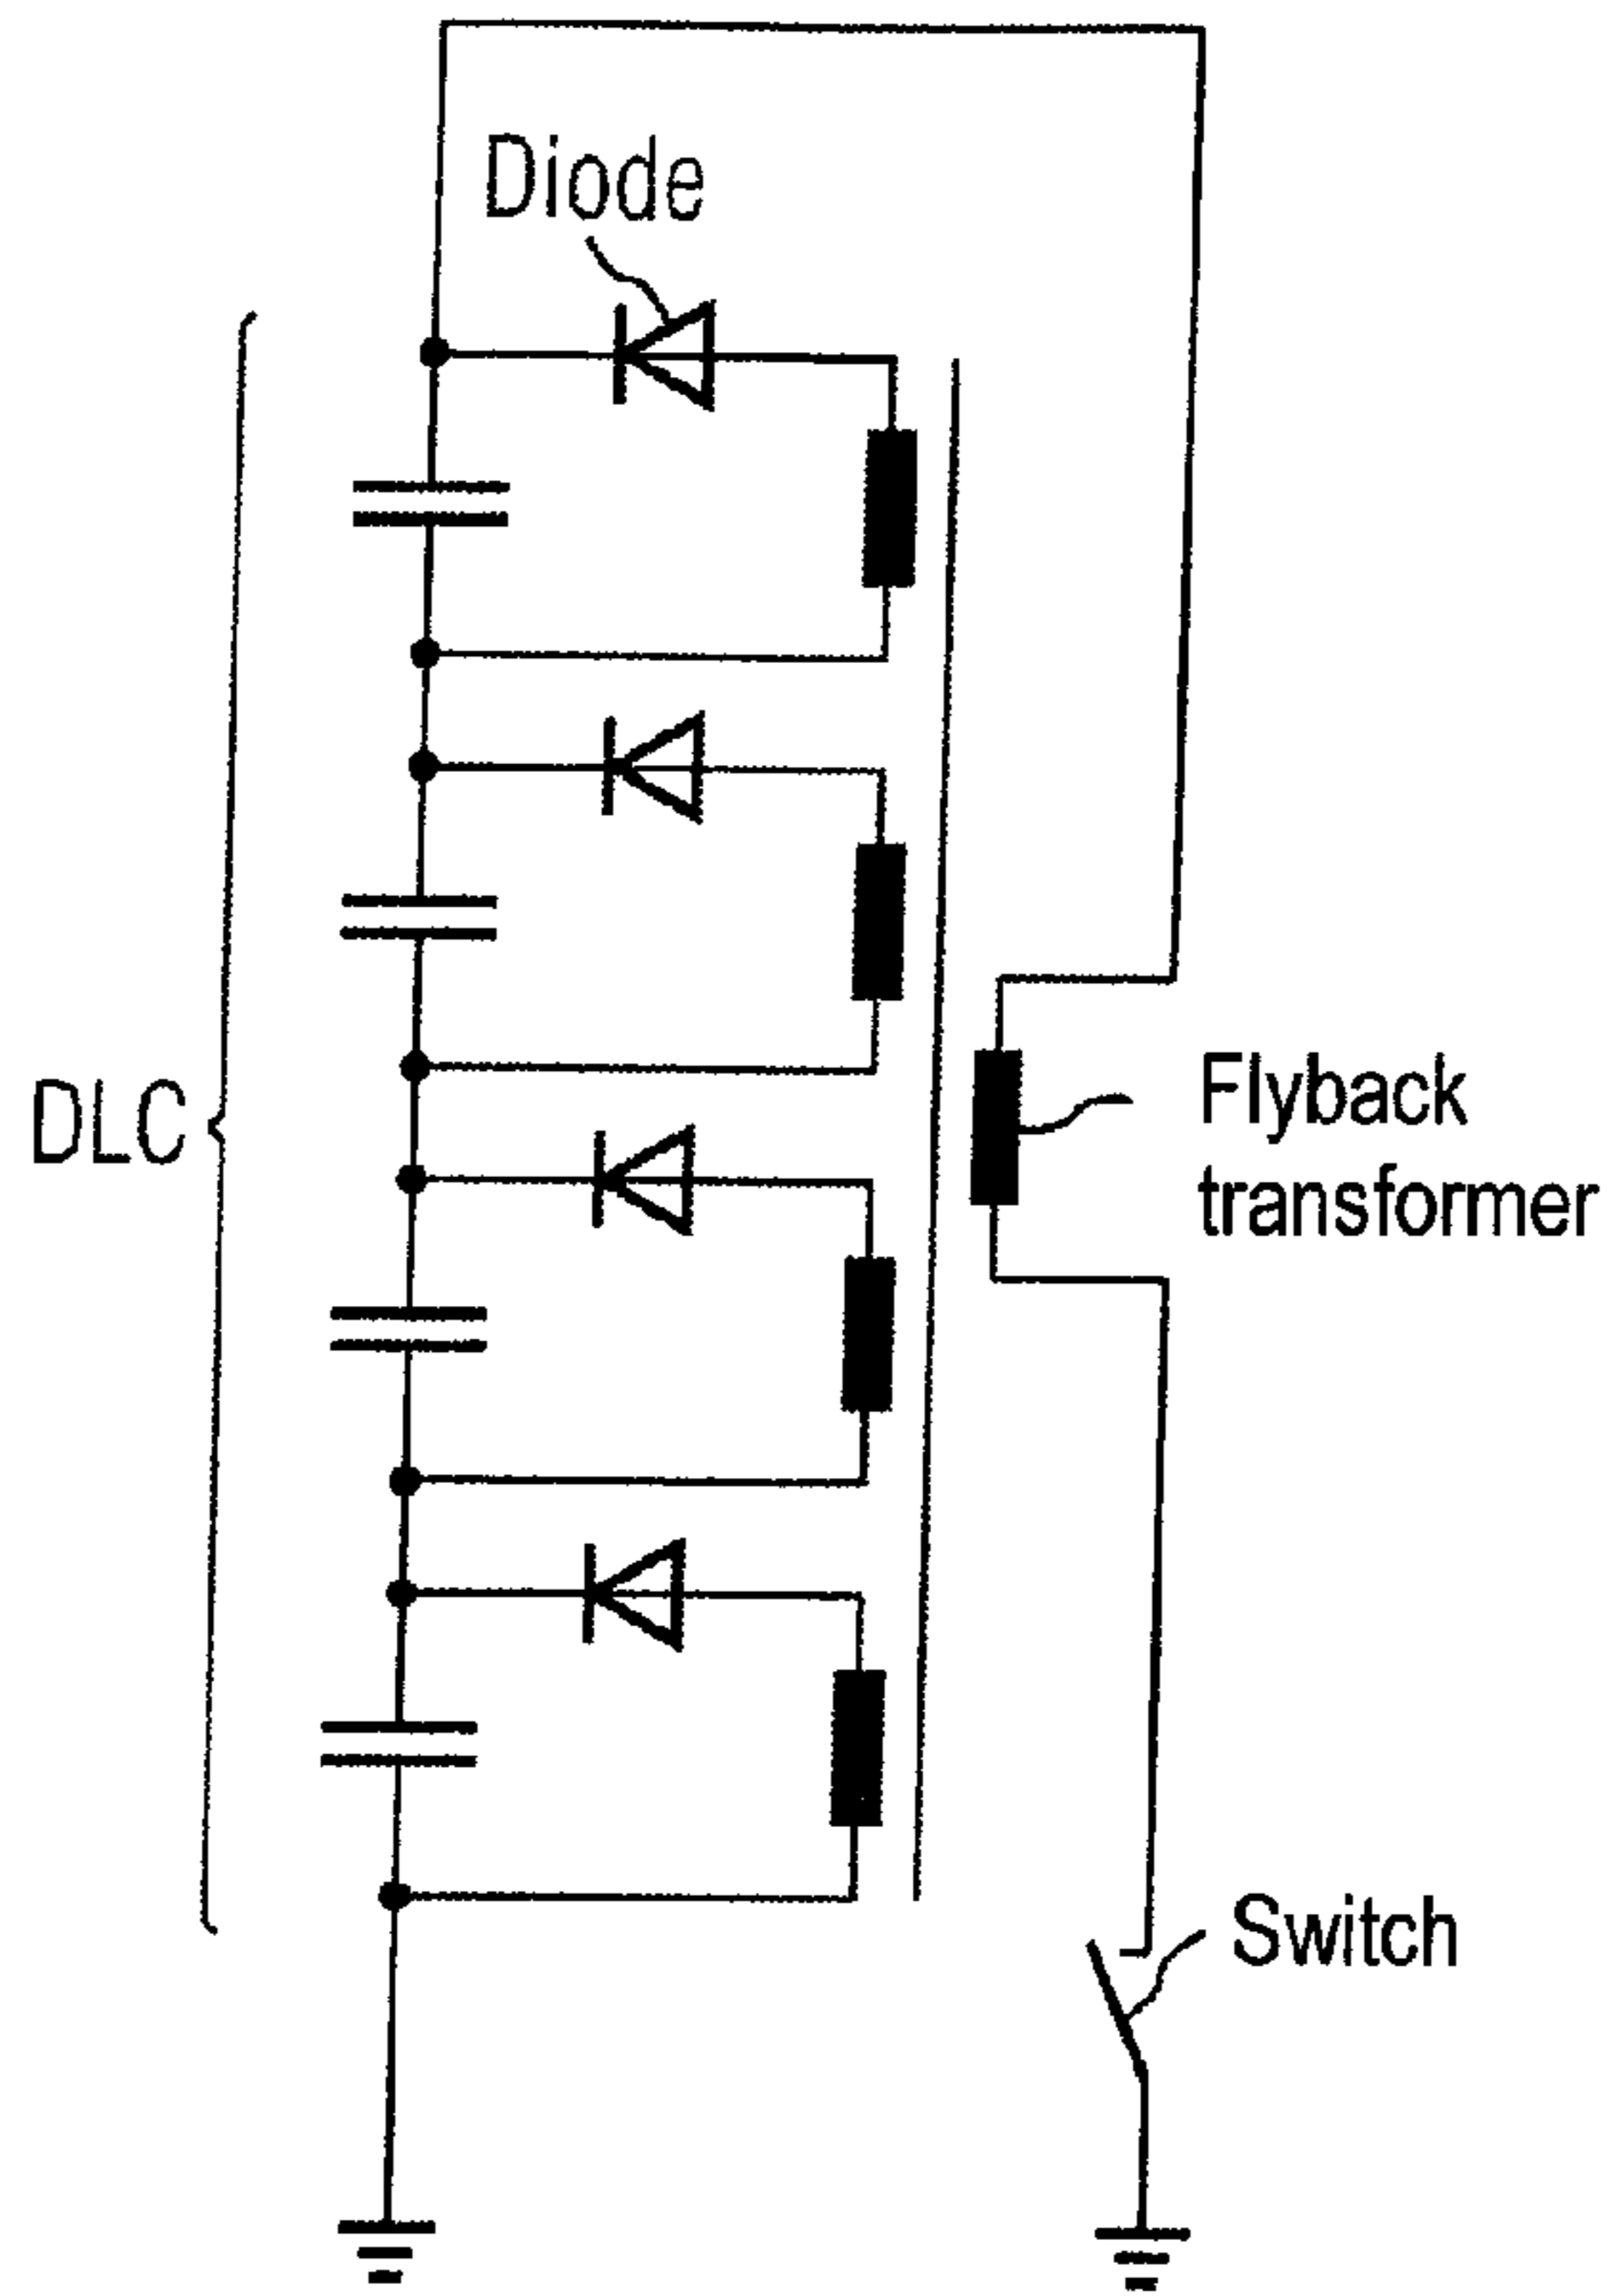 Diode
DLC
Flyback
transformer
Switch